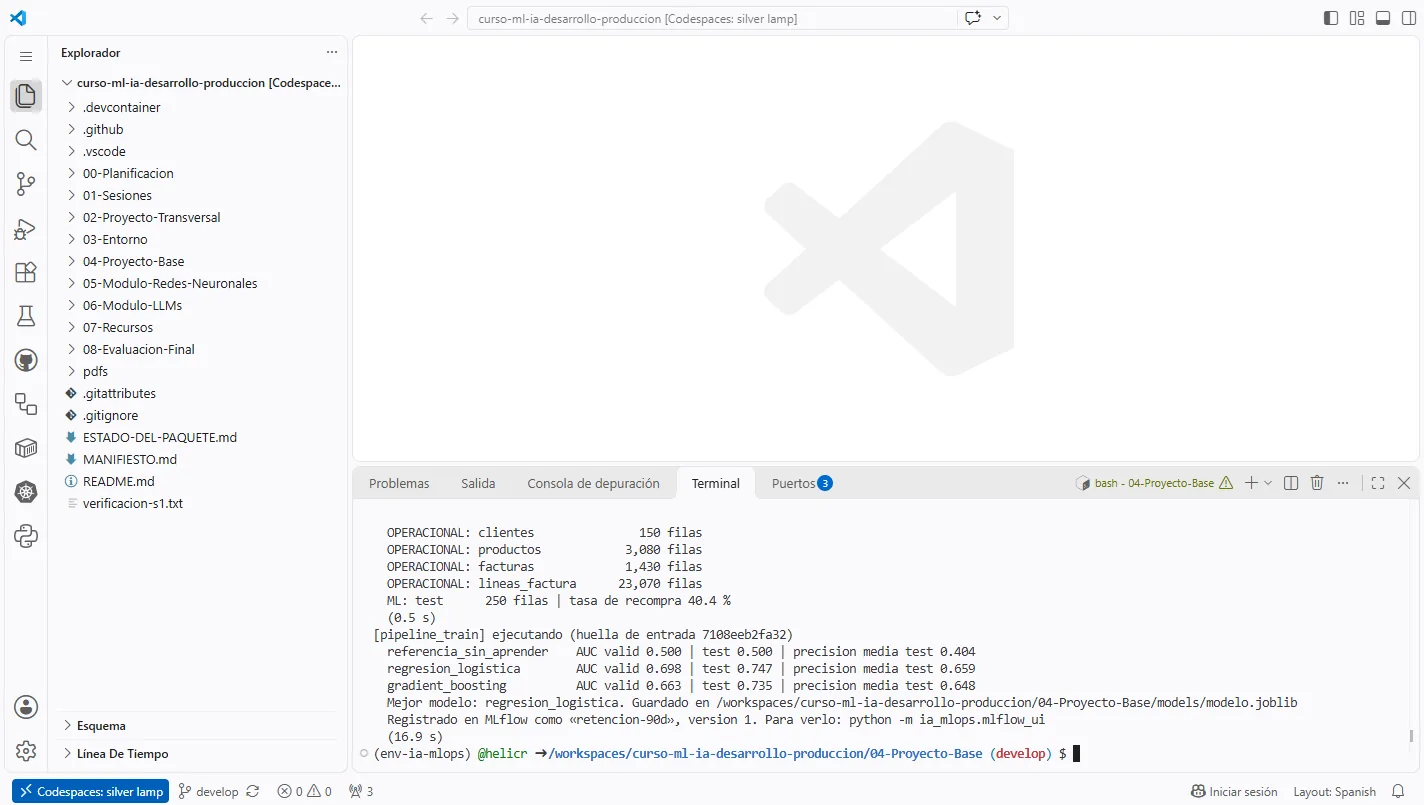 curso-ml-ia-desarrollo-produccion [Codespaces: silver lamp]
Explorador
curso-ml-ia-desarrollo-produccion [Codespace...
.devcontainer
.github
.vscode
00-Planificacion
01-Sesiones
02-Proyecto-Transversal
03-Entorno
04-Proyecto-Base
05-Modulo-Redes-Neuronales
06-Modulo-LLMs
07-Recursos
08-Evaluacion-Final
pdfs
.gitattributes
.gitignore
ESTADO-DEL-PAQUETE.md
MANIFIESTO.md
README.md
verificacion-s1.txt
Esquema
Línea De Tiempo
Problemas Salida Consola de depuración Terminal Puertos 3 bash - 04-Proyecto-Base
OPERACIONAL: clientes 150 filas
OPERACIONAL: productos 3,080 filas
OPERACIONAL: facturas 1,430 filas
OPERACIONAL: lineas_factura 23,070 filas
ML: test 250 filas | tasa de recompra 40.4 %
(0.5 s)
[pipeline_train] ejecutando (huella de entrada 7108eeb2fa32)
referencia_sin_aprender AUC valid 0.500 | test 0.500 | precision media test 0.404
regresion_logistica AUC valid 0.698 | test 0.747 | precision media test 0.659
gradient_boosting AUC valid 0.663 | test 0.735 | precision media test 0.648
Mejor modelo: regresion_logistica. Guardado en /workspaces/curso-ml-ia-desarrollo-produccion/04-Proyecto-Base/models/modelo.joblib
Registrado en MLflow como «retencion-90d», version 1. Para verlo: python -m ia_mlops.mlflow_ui
(16.9 s)
(env-ia-mlops) @helicr ➜/workspaces/curso-ml-ia-desarrollo-produccion/04-Proyecto-Base (develop) $
Codespaces: silver lamp develop 0 0 3 Iniciar sesión Layout: Spanish